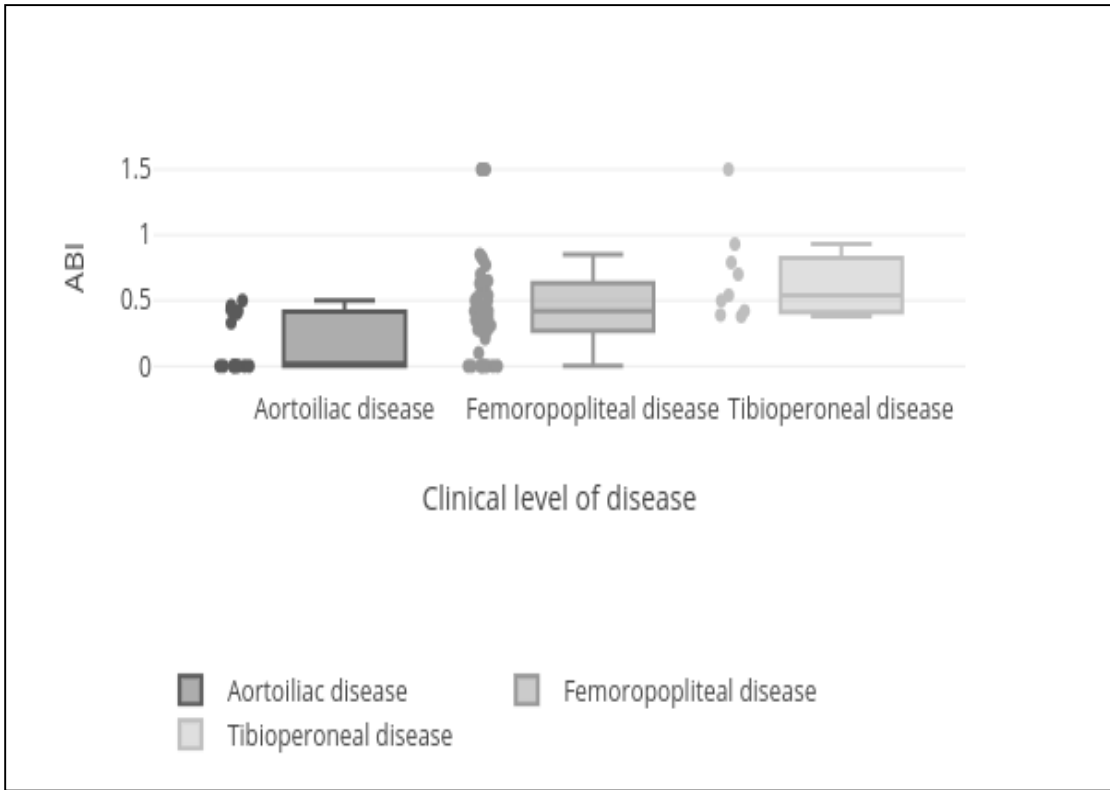 1.5
1
0.5
0
ABI
Aortoiliac disease Femoropopliteal disease Tibioperoneal disease
Clinical level of disease
Aortoiliac disease Femoropopliteal disease
Tibioperoneal disease